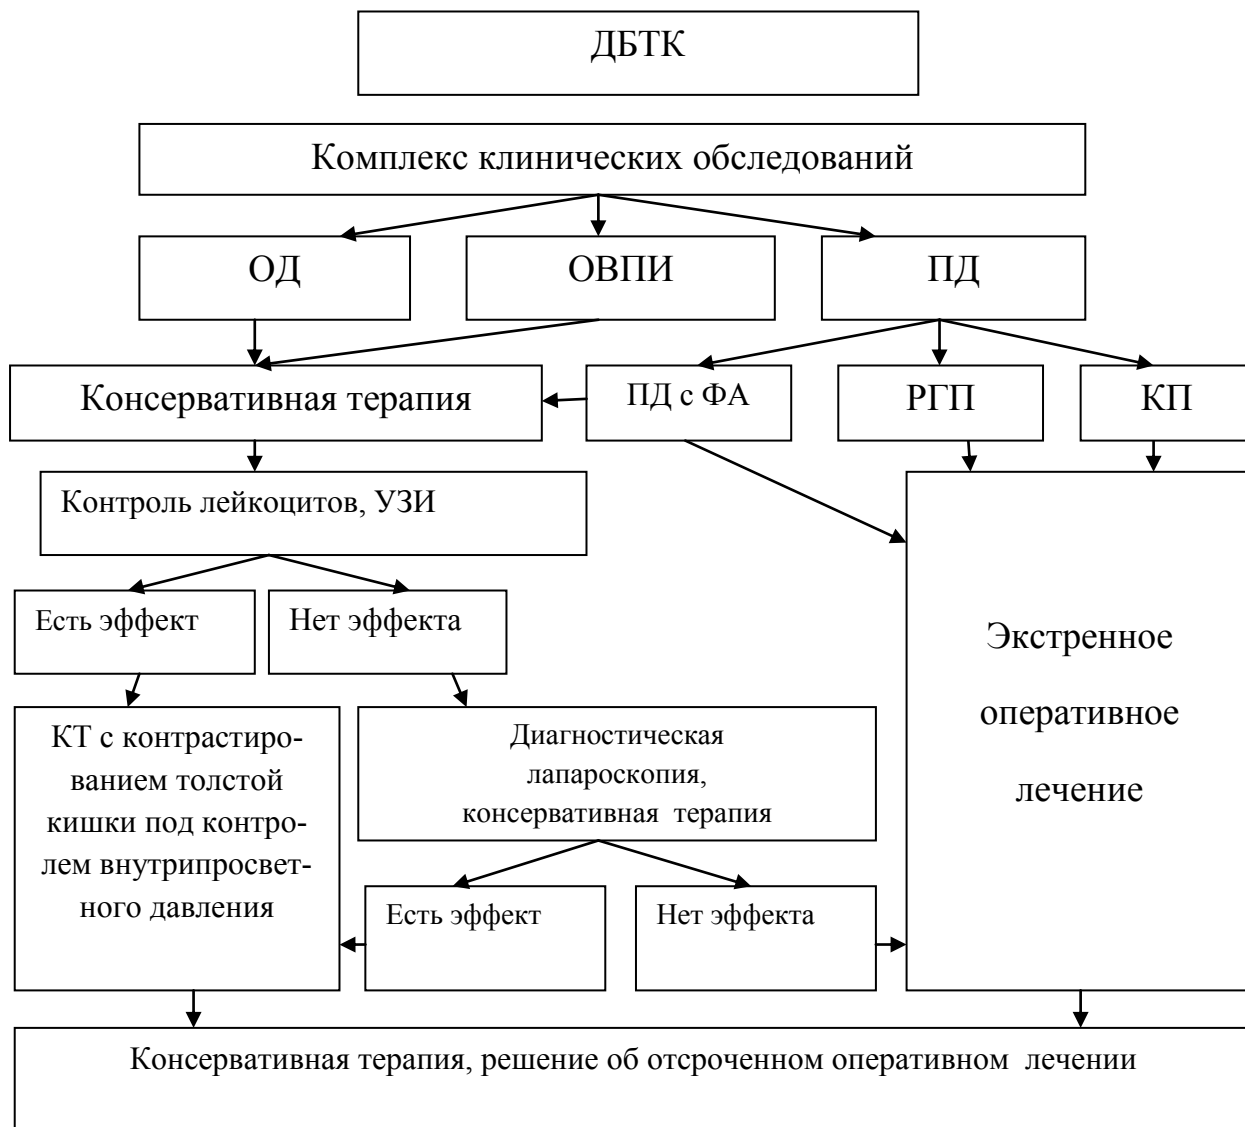 ДБТК
Комплекс клинических обследований
ОД
ОВПИ
ПД
Консервативная терапия
ПД с ФА
РГП
КП
Контроль лейкоцитов, УЗИ
Есть эффект
Нет эффекта
Экстренное
оперативное
лечение
КТ с контрастиро-
ванием толстой
кишки под контро-
лем внутрипросвет-
ного давления
Диагностическая
лапароскопия,
консервативная терапия
Есть эффект
Нет эффекта
Консервативная терапия, решение об отсроченном оперативном лечении